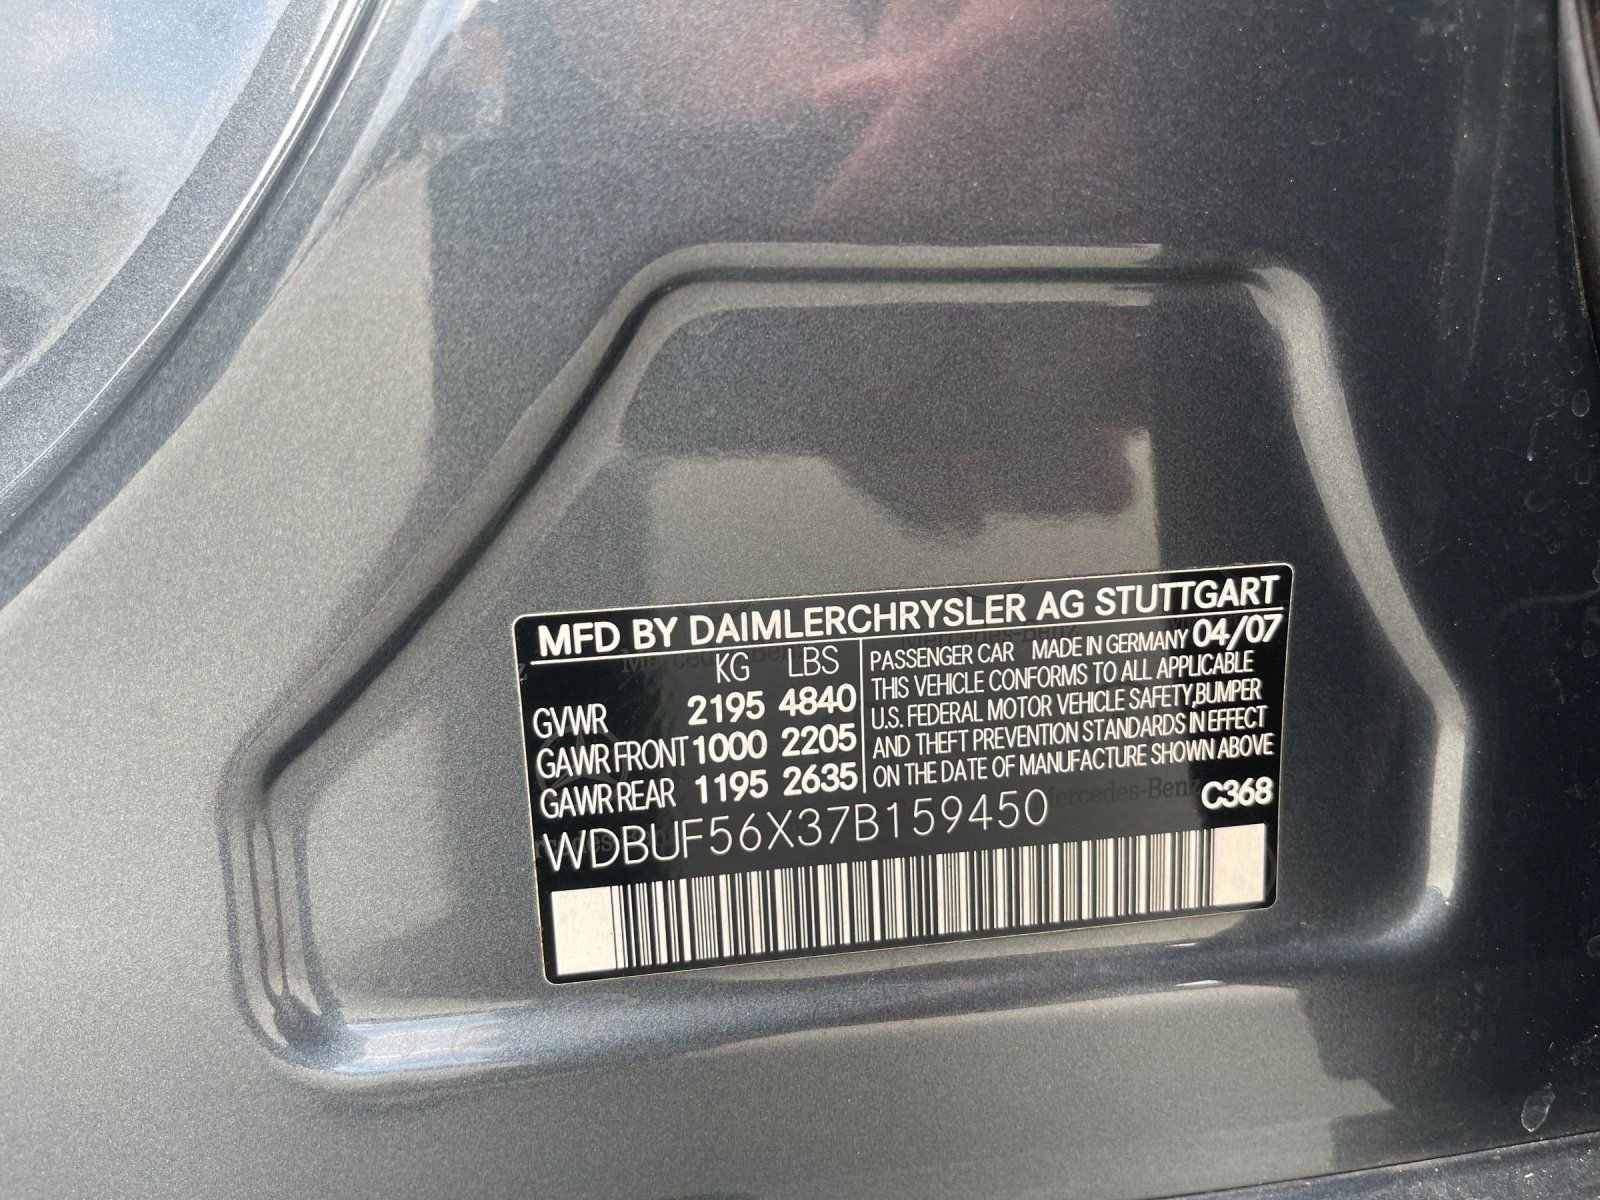 MFD BY DAIMLERCHRYSLER AG STUTTGART
KG LBS
GVWR 2195 4840
GAWR FRONT 1000 2205
GAWR REAR 1195 2635
PASSENGER CAR MADE IN GERMANY 04/07
THIS VEHICLE CONFORMS TO ALL APPLICABLE
U.S. FEDERAL MOTOR VEHICLE SAFETY,BUMPER
AND THEFT PREVENTION STANDARDS IN EFFECT
ON THE DATE OF MANUFACTURE SHOWN ABOVE
C368
WDBUF56X37B159450
Mercedes-Benz